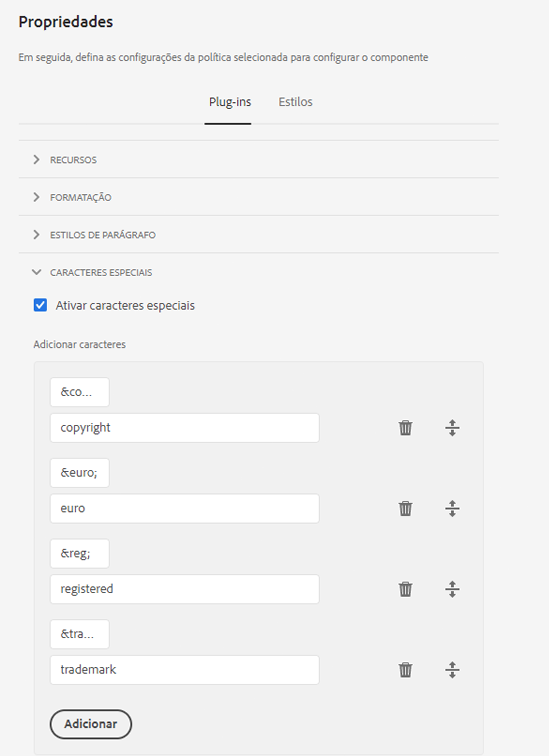 Propriedades
Em seguida, defina as configurações da política selecionada para configurar o componente
Plug-ins Estilos
RECURSOS
FORMATAÇÃO
ESTILOS DE PARÁGRAFO
CARACTERES ESPECIAIS
Ativar caracteres especiais
Adicionar caracteres
&co...
copyright
&euro;
euro
&reg;
registered
&tra...
trademark
Adicionar